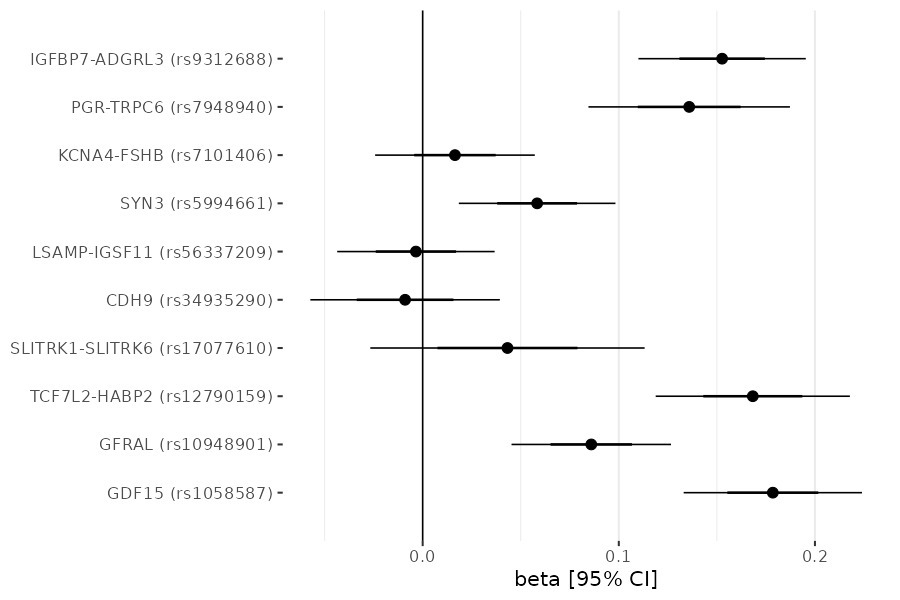 IGFBP7-ADGRL3 (rs9312688)
PGR-TRPC6 (rs7948940)
KCNA4-FSHB (rs7101406)
SYN3 (rs5994661)
LSAMP-IGSF11 (rs56337209)
CDH9 (rs34935290)
SLITRK1-SLITRK6 (rs17077610)
TCF7L2-HABP2 (rs12790159)
GFRAL (rs10948901)
GDF15 (rs1058587)
0.0 0.1 0.2
beta [95% CI]